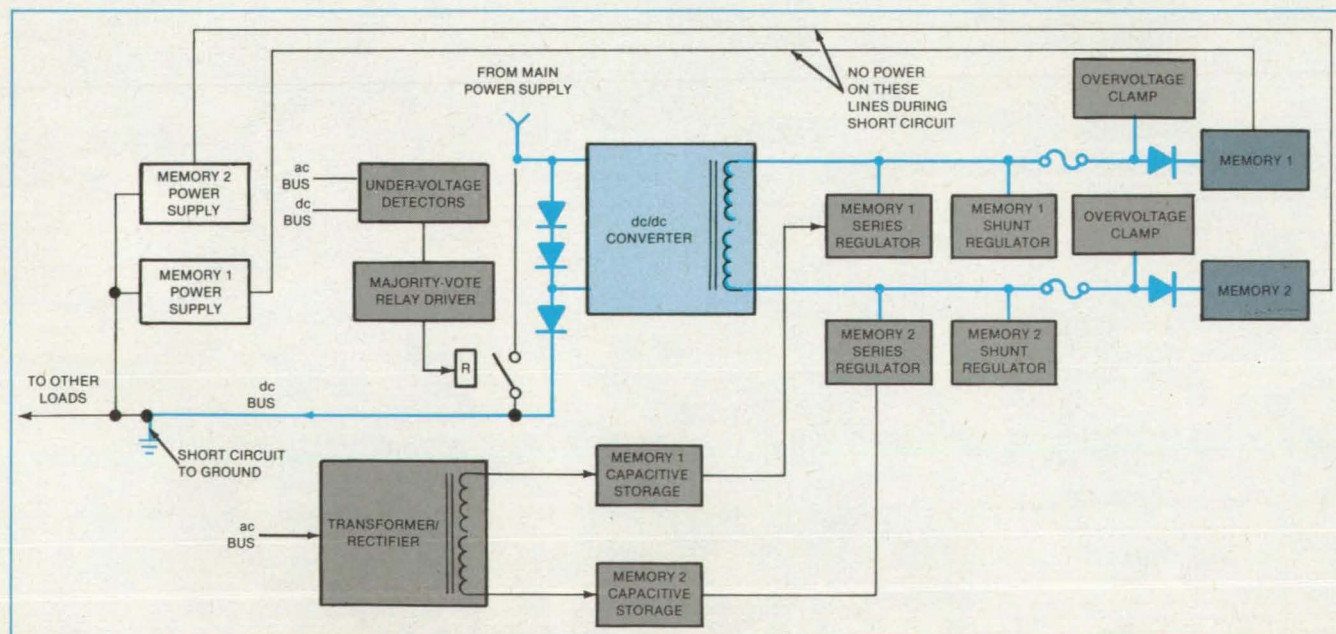 FROM MAIN
POWER SUPPLY
NO POWER
ON THESE
LINES DURING
SHORT CIRCUIT
OVERVOLTAGE
CLAMP
MEMORY 2
POWER
SUPPLY
ac
BUS
dc
BUS
UNDER-VOLTAGE
DETECTORS
dc/dc
CONVERTER
MEMORY 1
SERIES
REGULATOR
MEMORY 1
SHUNT
REGULATOR
MEMORY 1
OVERVOLTAGE
CLAMP
MEMORY 1
POWER
SUPPLY
MAJORITY-VOTE
RELAY DRIVER
R
MEMORY 2
MEMORY 2
SERIES
REGULATOR
MEMORY 2
SHUNT
REGULATOR
TO OTHER
LOADS
dc
BUS
SHORT CIRCUIT
TO GROUND
ac
BUS
TRANSFORMER/
RECTIFIER
MEMORY 1
CAPACITIVE
STORAGE
MEMORY 2
CAPACITIVE
STORAGE